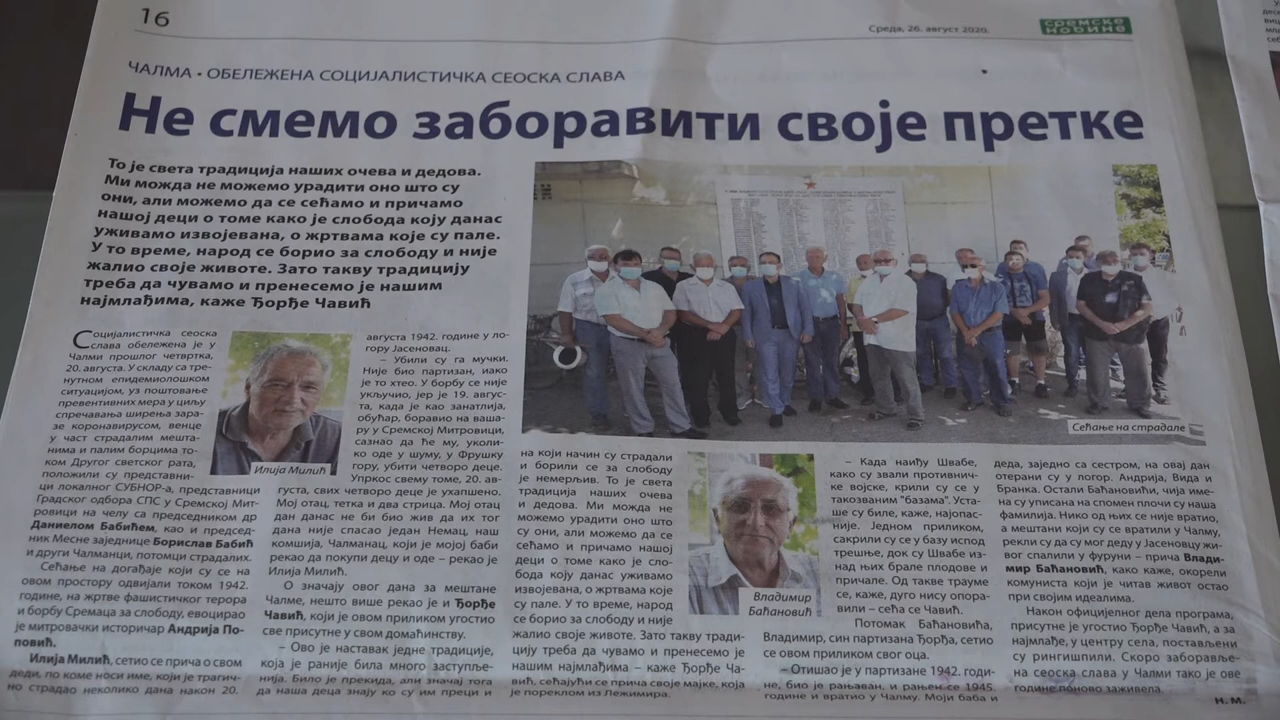 16
Среда, 26. август 2020.
сремске
новине
ЧАЛМА • ОБЕЛЕЖЕНА СОЦИЈАЛИСТИЧКА СЕОСКА СЛАВА
Не смемо заборавити своје претке
То је света традиција наших очева и дедова.
Ми можда не можемо урадити оно што су
они, али можемо да се сећамо и причамо
нашој деци о томе како је слобода коју данас
уживамо извојевана, о жртвама које су пале.
У то време, народ се борио за слободу и није
жалио своје животе. Зато такву традицију
треба да чувамо и пренесемо је нашим
најмлађима, каже Ђорђе Чавић
Социјалистичка сеоска
слава обележена је у
Чалми прошлог четвртка,
20. августа. У складу са тре-
нутном епидемиолошком
ситуацијом, уз поштовање
превентивних мера у циљу
спречавања ширења зара-
зе коронавирусом, венце
у част страдалим мешта-
нима и палим борцима то-
ком Другог светског рата,
положили су представни-
ци локалног СУБНОР-а, представници
Градског одбора СПС у Сремској Мит-
ровици на челу са председником др
Даниелом Бабићем, као и председ-
ник Месне заједнице Борислав Бабић
и други Чалманци, потомци страдалих.
Сећање на догађаје који су се на
овом простору одвијали током 1942.
године, на жртве фашистичког терора
и борбу Сремаца за слободу, евоцирао
је митровачки историчар Андрија По-
повић.
Илија Милић, сетио се прича о свом
деди, по коме носи име, који је трагич-
но страдао неколико дана након 20.
Илија Милић
августа 1942. године у ло-
гору Јасеновац.
– Убили су га мучки.
Није био партизан, иако
је то хтео. У борбу се није
укључио, јер је 19. авгус-
та, када је као занатлија,
обућар, боравио на ваша-
ру у Сремској Митровици,
сазнао да ће му, уколи-
ко оде у шуму, у Фрушку
гору, убити четворо деце.
Упркос свему томе, 20. ав-
густа, свих четворо деце је ухапшено.
Мој отац, тетка и два стрица. Мој отац
дан данас не би био жив да их тог
дана није спасао један Немац, наш
комшија, Чалманац, који је мојој баби
рекао да покупи децу и оде – рекао је
Илија Милић.
О значају овог дана за мештане
Чалме, нешто више рекао је и Ђорђе
Чавић, који је овом приликом угостио
све присутне у свом домаћинству.
– Ово је наставак једне традиције,
која је раније била много заступље-
нија. Било је прекида, али значај тога
да наша деца знају ко су им преци и
Сећање на страдале
на који начин су страдали
и борили се за слободу
је немерљив. То је света
традиција наших очева
и дедова. Ми можда не
можемо урадити оно што
су они, али можемо да се
сећамо и причамо нашој
деци о томе како је сло-
бода коју данас уживамо
извојевана, о жртвама које
су пале. У то време, народ
се борио за слободу и није
жалио своје животе. Зато такву тради-
цију треба да чувамо и пренесемо је
нашим најмлађима – каже Ђорђе Ча-
вић, сећајући се прича своје мајке, која
је пореклом из Лежимира.
Владимир
Баћановић
– Када наиђу Швабе,
како су звали противнич-
ке војске, крили су се у
такозваним "базама". Уста-
ше су биле, каже, најопас-
није. Једном приликом,
сакрили су се у базу испод
трешње, док су Швабе из-
над њих брале плодове и
причале. Од такве трауме
се, каже, дуго нису опора-
вили – сећа се Чавић.
Потомак Баћановића,
Владимир, син партизана Ђорђа, сетио
се овом приликом свог оца.
– Отишао је у партизане 1942. годи-
не, био је рањаван, и рањен се 1945.
године и вратио у Чалму. Моји баба и
деда, заједно са сестром, на овај дан
отерани су у логор. Андрија, Вида и
Бранка. Остали Баћановићи, чија име-
на су уписана на спомен плочи су наша
фамилија. Нико од њих се није вратио,
а мештани који су се вратили у Чалму,
рекли су да су мог деду у Јасеновцу жи-
вог спалили у фуруни – прича Влади-
мир Баћановић, како каже, окорели
комуниста који је читав живот остао
при својим идеалима.
Након официјелног дела програма,
присутне је угостио Ђорђе Чавић, а за
најмлађе, у центру села, постављени
су рингишпили. Скоро заборавље-
на сеоска слава у Чалми тако је ове
године поново заживела.
Н. М.